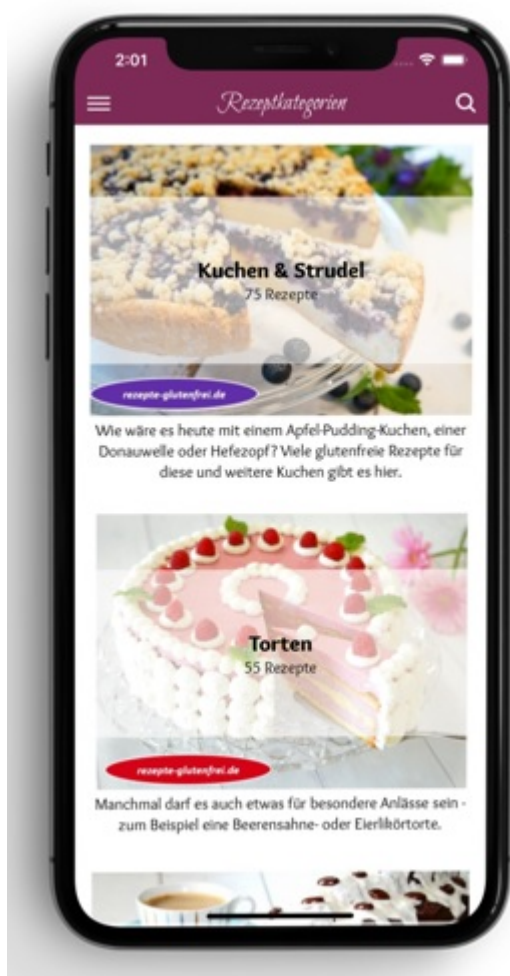 2:01
Rezeptkategorien
Kuchen & Strudel
75 Rezepte
rezepte-glutenfrei.de
Wie wäre es heute mit einem Apfel-Pudding-Kuchen, einer
Donauwelle oder Hefezopf? Viele glutenfreie Rezepte für
diese und weitere Kuchen gibt es hier.
Torten
55 Rezepte
rezepte-glutenfrei.de
Manchmal darf es auch etwas für besondere Anlässe sein -
zum Beispiel eine Beerensahne- oder Eierlikörtorte.